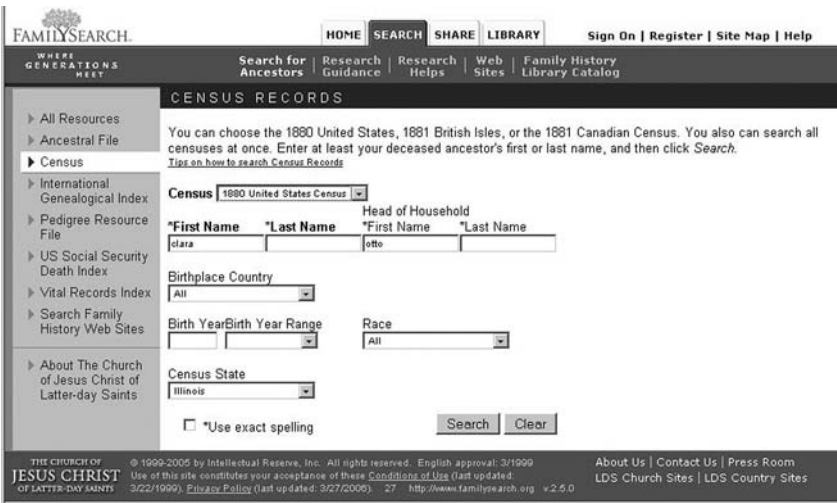 FAMILYSEARCH.
HOME SEARCH SHARE LIBRARY
Sign On | Register | Site Map | Help
WHERE
GENERATIONS
MEET
Search for Ancestors | Research Guidance | Research Helps | Web Sites | Family History Library Catalog
CENSUS RECORDS
All Resources
Ancestral File
Census
International
Genealogical Index
Pedigree Resource
File
US Social Security
Death Index
Vital Records Index
Search Family
History Web Sites
About The Church
of Jesus Christ of
Latter-day Saints
You can choose the 1880 United States, 1881 British Isles, or the 1881 Canadian Census. You also can search all
censuses at once. Enter at least your deceased ancestor's first or last name, and then click Search.
Tips on how to search Census Records
Census 1880 United States Census
Head of Household
*First Name *Last Name *First Name *Last Name
clara otto
Birthplace Country
All
Birth Year Birth Year Range Race
All
Census State
Illinois
*Use exact spelling Search Clear
THE CHURCH OF
JESUS CHRIST
OF LATTER-DAY SAINTS
© 1999-2005 by Intellectual Reserve, Inc. All rights reserved. English approval: 3/1999
Use of this site constitutes your acceptance of these Conditions of Use (last updated:
3/22/1999). Privacy Policy (last updated: 3/27/2006). 27 http://www.familysearch.org v.2.5.0
About Us | Contact Us | Press Room
LDS Church Sites | LDS Country Sites